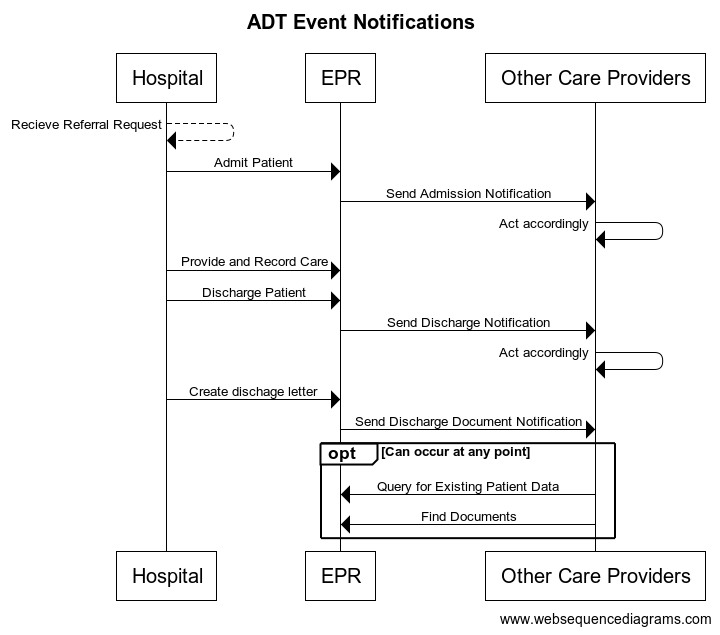 ADT Event Notifications
Hospital
EPR
Other Care Providers
Recieve Referral Request
Admit Patient
Send Admission Notification
Act accordingly
Provide and Record Care
Discharge Patient
Send Discharge Notification
Act accordingly
Create dischage letter
Send Discharge Document Notification
opt [Can occur at any point]
Query for Existing Patient Data
Find Documents
Hospital
EPR
Other Care Providers
www.websequencediagrams.com